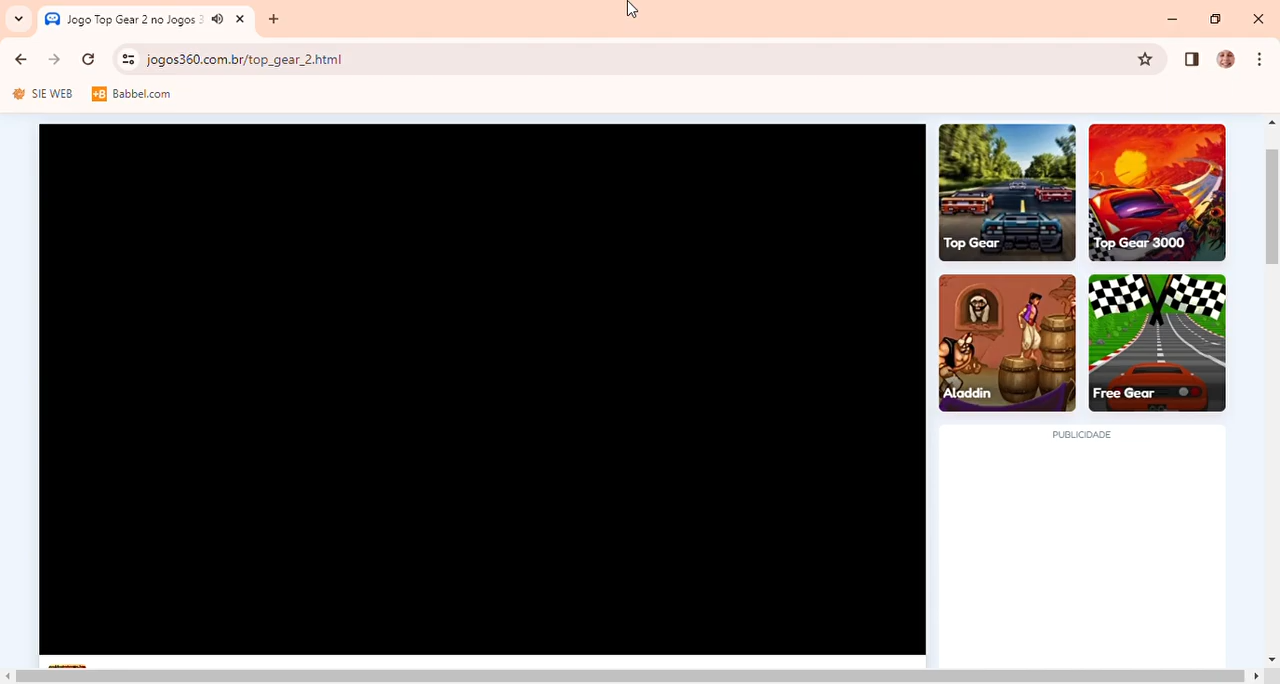 Jogo Top Gear 2 no Jogos 3
jogos360.com.br/top_gear_2.html
SIE WEB
+B Babbel.com
Top Gear
Top Gear 3000
Aladdin
Free Gear
PUBLICIDADE